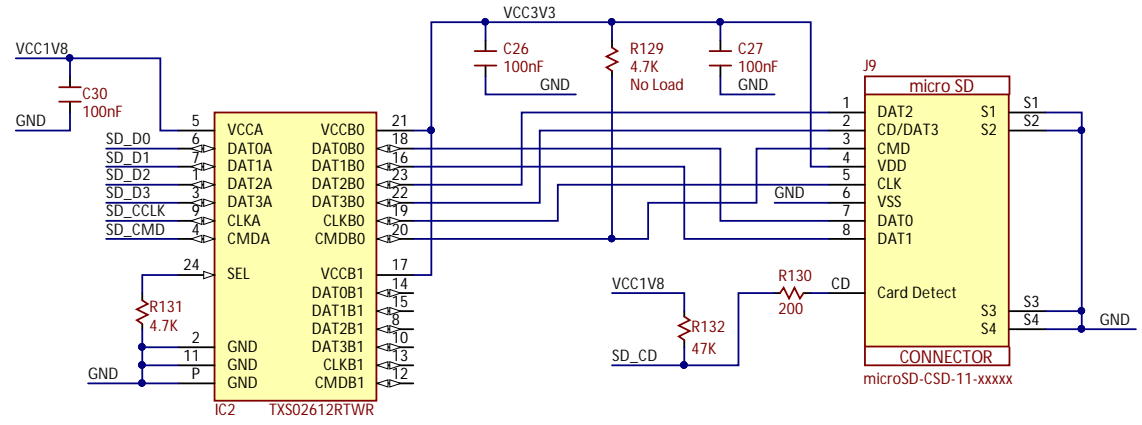 VCC3V3
VCC1V8
C30
100nF
GND
C26
100nF
GND
R129
4.7K
No Load
C27
100nF
GND
J9
micro SD
1 DAT2 S1 S1
2 CD/DAT3 S2 S2
3 CMD
4 VDD
5 CLK
GND 6 VSS
7 DAT0
8 DAT1
CD Card Detect
S3 S3
S4 S4 GND
CONNECTOR
microSD-CSD-11-xxxxx
5 VCCA VCCB0 21
SD_D0 6 DAT0A DAT0B0 18
SD_D1 7 DAT1A DAT1B0 16
SD_D2 1 DAT2A DAT2B0 23
SD_D3 3 DAT3A DAT3B0 22
SD_CCLK 9 CLKA CLKB0 19
SD_CMD 4 CMDA CMDB0 20
24 SEL VCCB1 17
DAT0B1 14
DAT1B1 15
DAT2B1 8
2 GND DAT3B1 10
11 GND CLKB1 13
GND P GND CMDB1 12
IC2 TXS02612RTWR
R131
4.7K
VCC1V8
R130
200
R132
47K
SD_CD